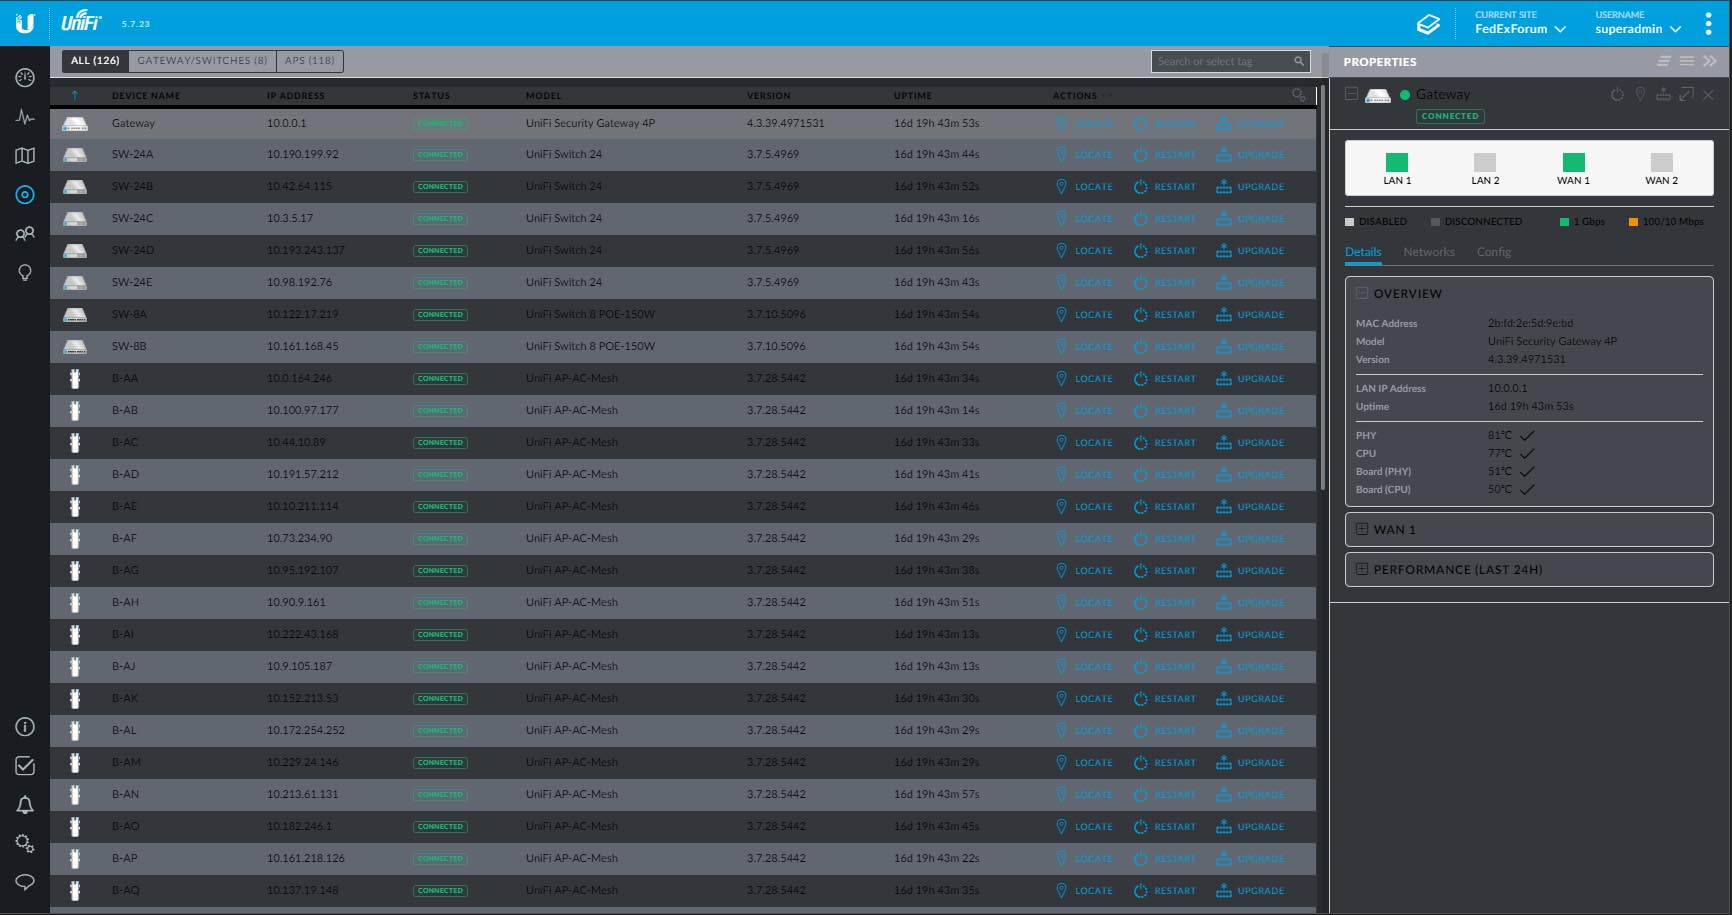 UniFi 5.7.23 CURRENT SITE USERNAME
FedExForum superadmin
ALL (126) GATEWAY/SWITCHES (8) APS (118) Search or select tag PROPERTIES
DEVICE NAME IP ADDRESS STATUS MODEL VERSION UPTIME ACTIONS
Gateway 10.0.0.1 CONNECTED UniFi Security Gateway 4P 4.3.39.4971531 16d 19h 43m 53s LOCATE RESTART UPGRADE
SW-24A 10.190.199.92 CONNECTED UniFi Switch 24 3.7.5.4969 16d 19h 43m 44s LOCATE RESTART UPGRADE
SW-24B 10.42.64.115 CONNECTED UniFi Switch 24 3.7.5.4969 16d 19h 43m 52s LOCATE RESTART UPGRADE
SW-24C 10.3.5.17 CONNECTED UniFi Switch 24 3.7.5.4969 16d 19h 43m 16s LOCATE RESTART UPGRADE
SW-24D 10.193.243.137 CONNECTED UniFi Switch 24 3.7.5.4969 16d 19h 43m 56s LOCATE RESTART UPGRADE
SW-24E 10.98.192.76 CONNECTED UniFi Switch 24 3.7.5.4969 16d 19h 43m 43s LOCATE RESTART UPGRADE
SW-8A 10.122.17.219 CONNECTED UniFi Switch 8 POE-150W 3.7.10.5096 16d 19h 43m 54s LOCATE RESTART UPGRADE
SW-8B 10.161.168.45 CONNECTED UniFi Switch 8 POE-150W 3.7.10.5096 16d 19h 43m 54s LOCATE RESTART UPGRADE
B-AA 10.0.164.246 CONNECTED UniFi AP-AC-Mesh 3.7.28.5442 16d 19h 43m 34s LOCATE RESTART UPGRADE
B-AB 10.100.97.177 CONNECTED UniFi AP-AC-Mesh 3.7.28.5442 16d 19h 43m 14s LOCATE RESTART UPGRADE
B-AC 10.44.10.89 CONNECTED UniFi AP-AC-Mesh 3.7.28.5442 16d 19h 43m 33s LOCATE RESTART UPGRADE
B-AD 10.191.57.212 CONNECTED UniFi AP-AC-Mesh 3.7.28.5442 16d 19h 43m 41s LOCATE RESTART UPGRADE
B-AE 10.10.211.114 CONNECTED UniFi AP-AC-Mesh 3.7.28.5442 16d 19h 43m 46s LOCATE RESTART UPGRADE
B-AF 10.73.234.90 CONNECTED UniFi AP-AC-Mesh 3.7.28.5442 16d 19h 43m 29s LOCATE RESTART UPGRADE
B-AG 10.95.192.107 CONNECTED UniFi AP-AC-Mesh 3.7.28.5442 16d 19h 43m 38s LOCATE RESTART UPGRADE
B-AH 10.90.9.161 CONNECTED UniFi AP-AC-Mesh 3.7.28.5442 16d 19h 43m 51s LOCATE RESTART UPGRADE
B-AI 10.222.43.168 CONNECTED UniFi AP-AC-Mesh 3.7.28.5442 16d 19h 43m 13s LOCATE RESTART UPGRADE
B-AJ 10.9.105.187 CONNECTED UniFi AP-AC-Mesh 3.7.28.5442 16d 19h 43m 13s LOCATE RESTART UPGRADE
B-AK 10.152.213.53 CONNECTED UniFi AP-AC-Mesh 3.7.28.5442 16d 19h 43m 30s LOCATE RESTART UPGRADE
B-AL 10.172.254.252 CONNECTED UniFi AP-AC-Mesh 3.7.28.5442 16d 19h 43m 29s LOCATE RESTART UPGRADE
B-AM 10.229.24.146 CONNECTED UniFi AP-AC-Mesh 3.7.28.5442 16d 19h 43m 29s LOCATE RESTART UPGRADE
B-AN 10.213.61.131 CONNECTED UniFi AP-AC-Mesh 3.7.28.5442 16d 19h 43m 57s LOCATE RESTART UPGRADE
B-AO 10.182.246.1 CONNECTED UniFi AP-AC-Mesh 3.7.28.5442 16d 19h 43m 45s LOCATE RESTART UPGRADE
B-AP 10.161.218.126 CONNECTED UniFi AP-AC-Mesh 3.7.28.5442 16d 19h 43m 22s LOCATE RESTART UPGRADE
B-AQ 10.137.19.148 CONNECTED UniFi AP-AC-Mesh 3.7.28.5442 16d 19h 43m 35s LOCATE RESTART UPGRADE
Gateway
CONNECTED
LAN 1 LAN 2 WAN 1 WAN 2
DISABLED DISCONNECTED 1 Gbps 100/10 Mbps
Details Networks Config
OVERVIEW
MAC Address 2b:fd:2e:5d:9e:bd
Model UniFi Security Gateway 4P
Version 4.3.39.4971531
LAN IP Address 10.0.0.1
Uptime 16d 19h 43m 53s
PHY 81°C
CPU 77°C
Board (PHY) 51°C
Board (CPU) 50°C
WAN 1
PERFORMANCE (LAST 24H)